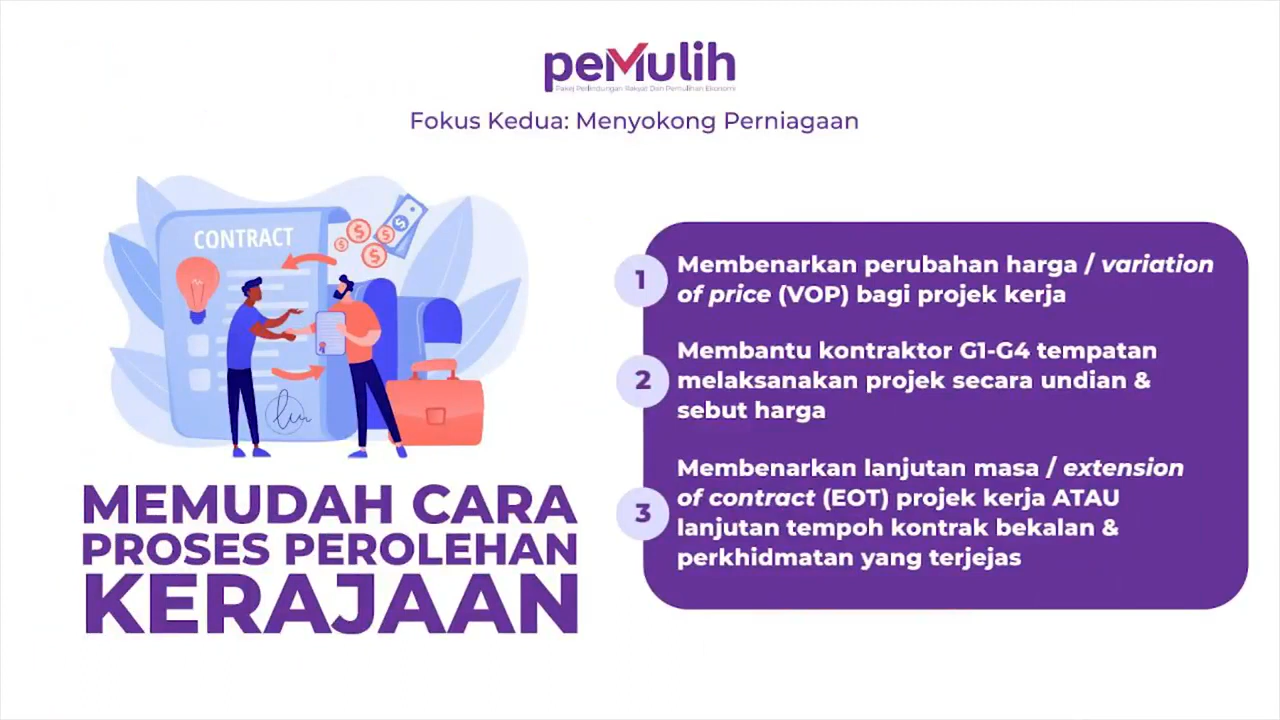 peMulih
Pakej Perlindungan Rakyat Dan Pemulihan Ekonomi
Fokus Kedua: Menyokong Perniagaan
CONTRACT
MEMUDAH CARA
PROSES PEROLEHAN
KERAJAAN
1
Membenarkan perubahan harga / variation
of price (VOP) bagi projek kerja
2
Membantu kontraktor G1-G4 tempatan
melaksanakan projek secara undian &
sebut harga
3
Membenarkan lanjutan masa / extension
of contract (EOT) projek kerja ATAU
lanjutan tempoh kontrak bekalan &
perkhidmatan yang terjejas